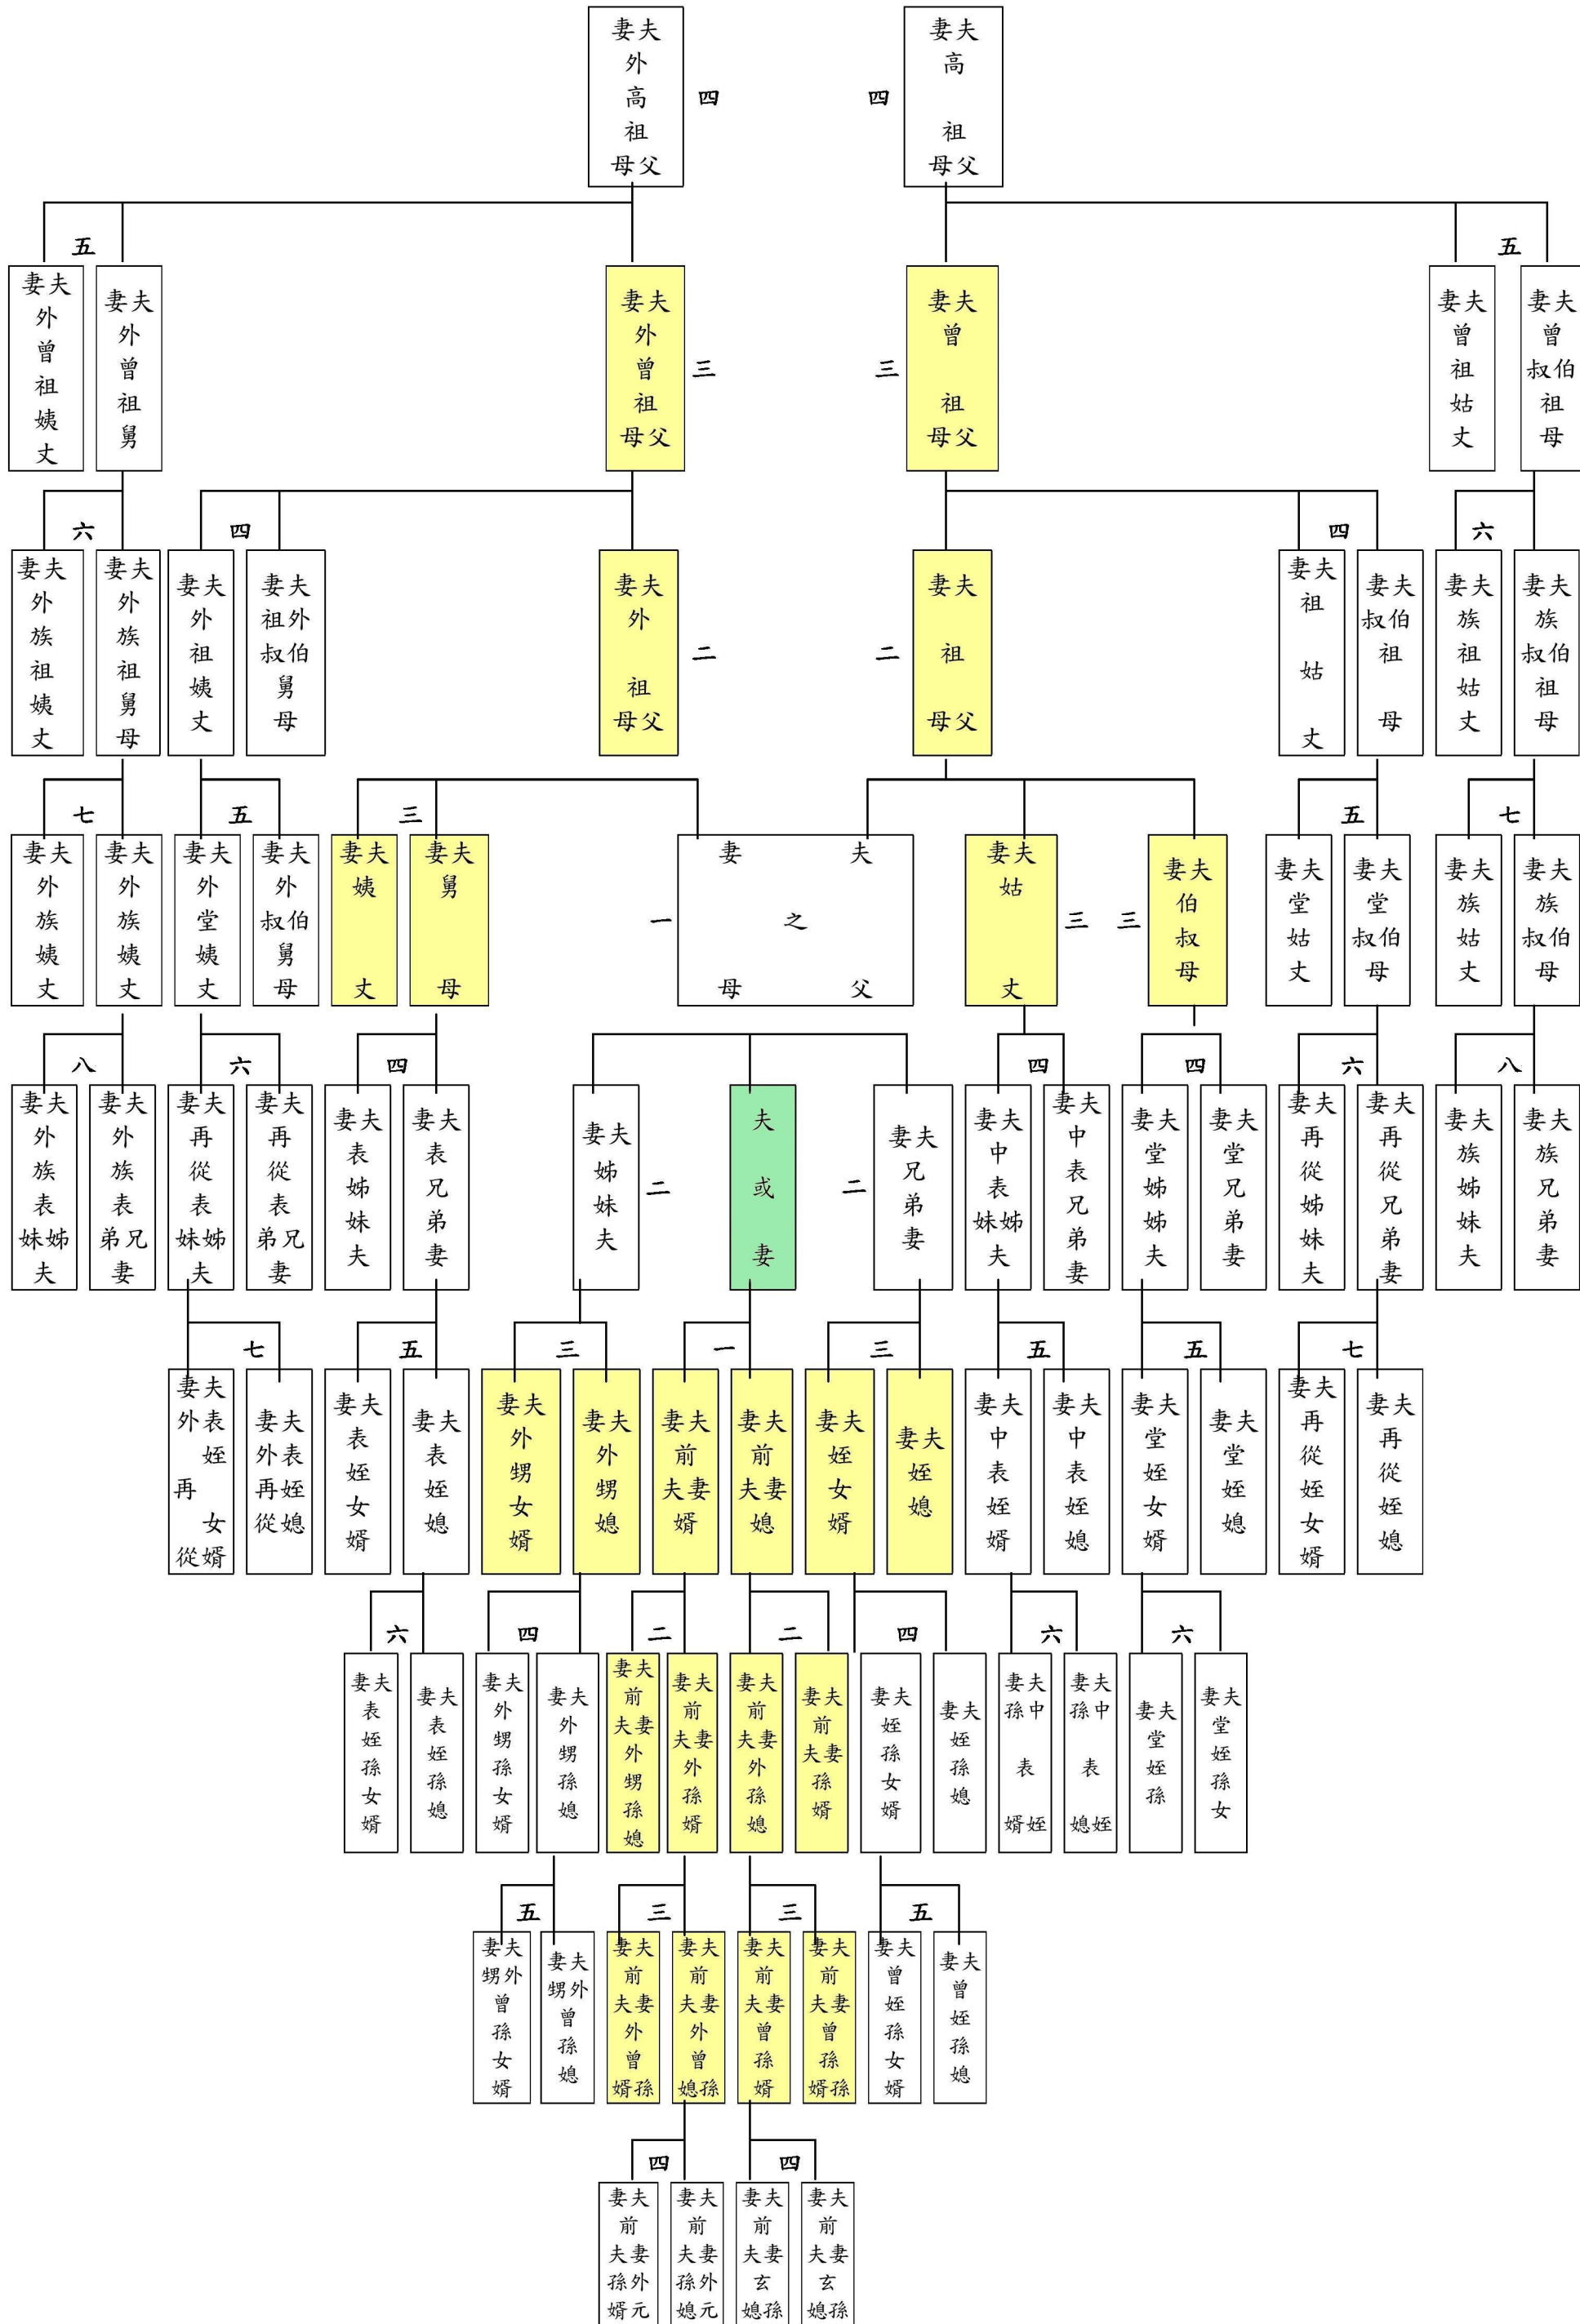 夫妻外高祖父母
四
四
夫妻高祖父母
五
五
夫妻外曾祖姨丈
夫妻外曾祖舅
夫妻外曾祖父母
三
三
夫妻曾祖父母
夫妻曾祖姑丈
夫妻曾伯叔祖母
六
四
四
六
夫妻外族祖姨丈
夫妻外族祖舅母
夫妻外祖姨丈
夫妻外祖伯叔舅母
夫妻外祖父母
二
二
夫妻祖父母
夫妻祖姑丈
夫妻伯叔祖母
夫妻族祖姑丈
夫妻族伯叔祖母
七
五
三
五
七
夫妻外族姨丈
夫妻外族姨丈
夫妻外堂姨丈
夫妻外伯叔舅母
夫妻姨丈
夫妻舅母
一
夫妻之父母
夫妻姑丈
三
三
夫妻伯叔母
夫妻堂姑丈
夫妻堂伯叔母
夫妻族姑丈
夫妻族伯叔母
八
六
四
四
四
六
八
夫妻外族表姊妹夫
夫妻外族表兄弟妻
夫妻再從表姊妹夫
夫妻再從表兄弟妻
夫妻表姊妹夫
夫妻表兄弟妻
夫妻姊妹夫
二
夫或妻
二
夫妻兄弟妻
夫妻中表姊妹夫
夫妻中表兄弟妻
夫妻堂姊姊夫
夫妻堂兄弟妻
夫妻再從姊妹夫
夫妻再從兄弟妻
夫妻族姊妹夫
夫妻族兄弟妻
七
五
三
一
三
五
五
七
夫妻表姪女婿外再從
夫妻表姪媳外再從
夫妻表姪女婿
夫妻表姪媳
夫妻外甥女婿
夫妻外甥媳
夫妻前妻夫婿
夫妻前妻夫媳
夫妻姪女婿
夫妻姪媳
夫妻中表姪婿
夫妻中表姪媳
夫妻堂姪女婿
夫妻堂姪媳
夫妻再從姪女婿
夫妻再從姪媳
六
四
二
二
四
六
六
夫妻表姪孫女婿
夫妻表姪孫媳
夫妻外甥孫女婿
夫妻外甥孫媳
夫妻前妻夫外甥孫媳
夫妻前妻夫外孫婿
夫妻前妻夫外孫媳
夫妻前妻夫孫婿
夫妻姪孫女婿
夫妻姪孫媳
夫妻中表姪孫婿
夫妻中表姪孫媳
夫妻堂姪孫
夫妻堂姪孫女
五
三
三
五
夫妻外甥曾孫女婿
夫妻外甥曾孫媳
夫妻前妻夫外曾孫婿
夫妻前妻夫外曾孫媳
夫妻前妻夫曾孫婿
夫妻前妻夫曾孫婿
夫妻曾姪孫女婿
夫妻曾姪孫媳
四
四
夫妻前妻夫外元孫婿
夫妻前妻夫外元孫媳
夫妻前妻夫玄孫媳
夫妻前妻夫玄孫媳